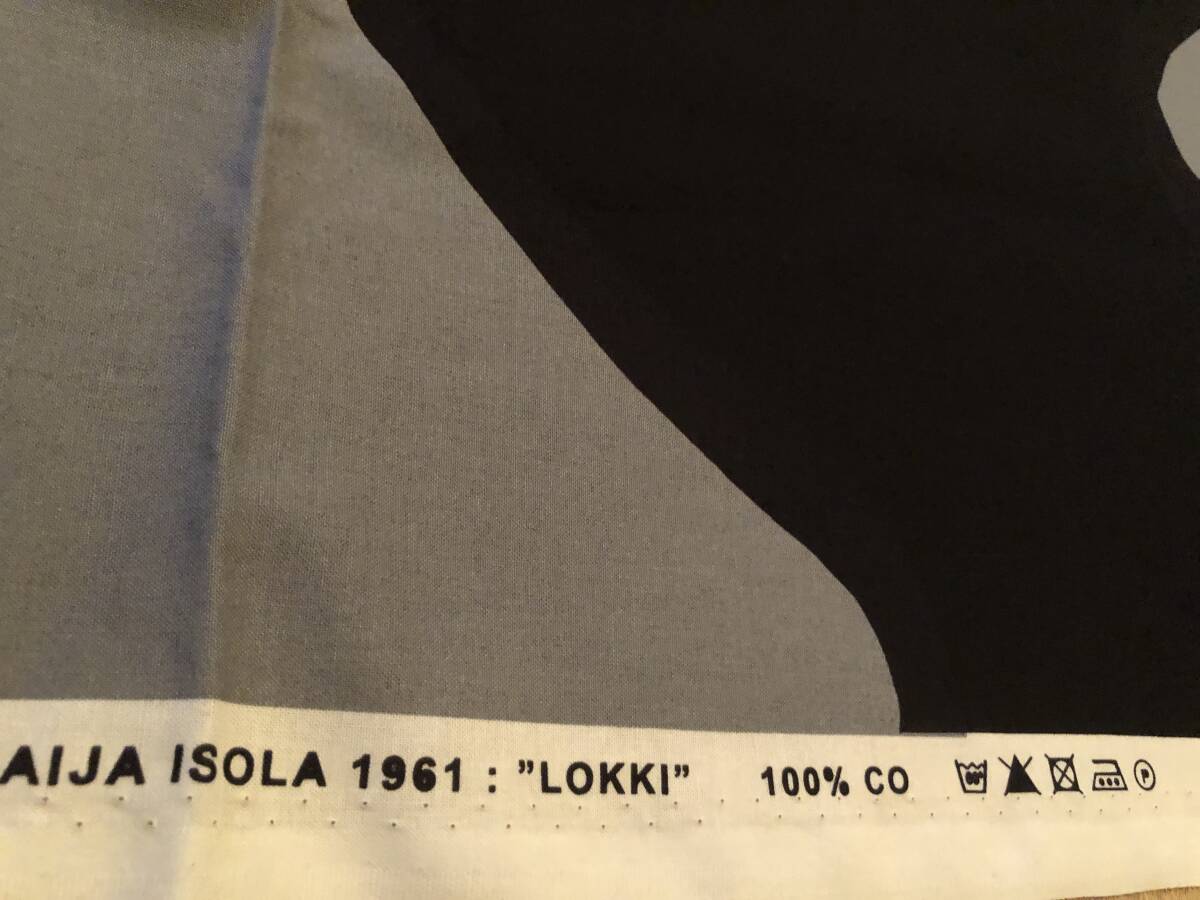 AIJA ISOLA 1961 : ”LOKKI” 100% CO P